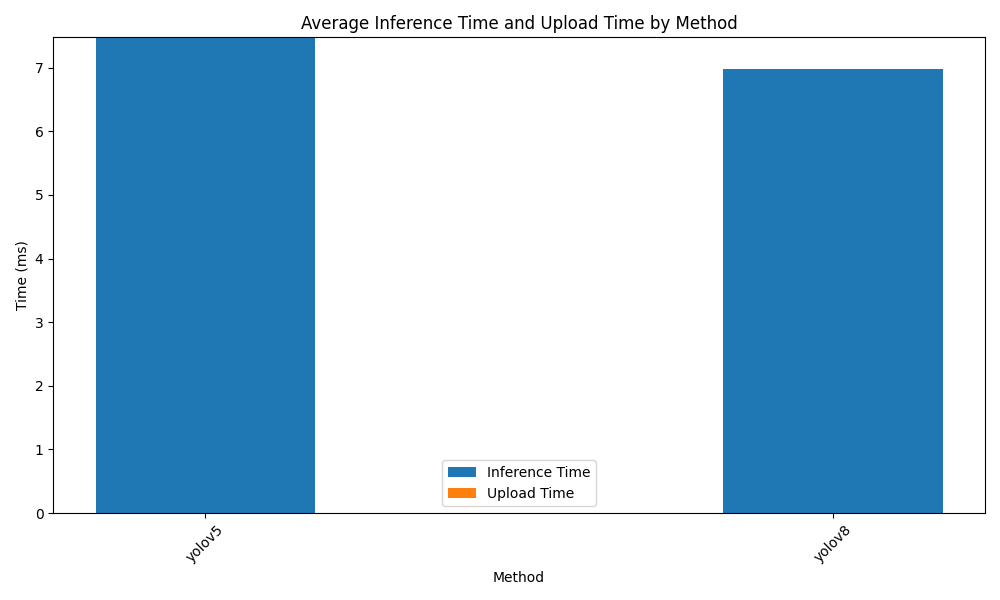 Average Inference Time and Upload Time by Method
Time (ms)
7
6
5
4
3
2
1
0
Inference Time
Upload Time
yolov5
yolov8
Method